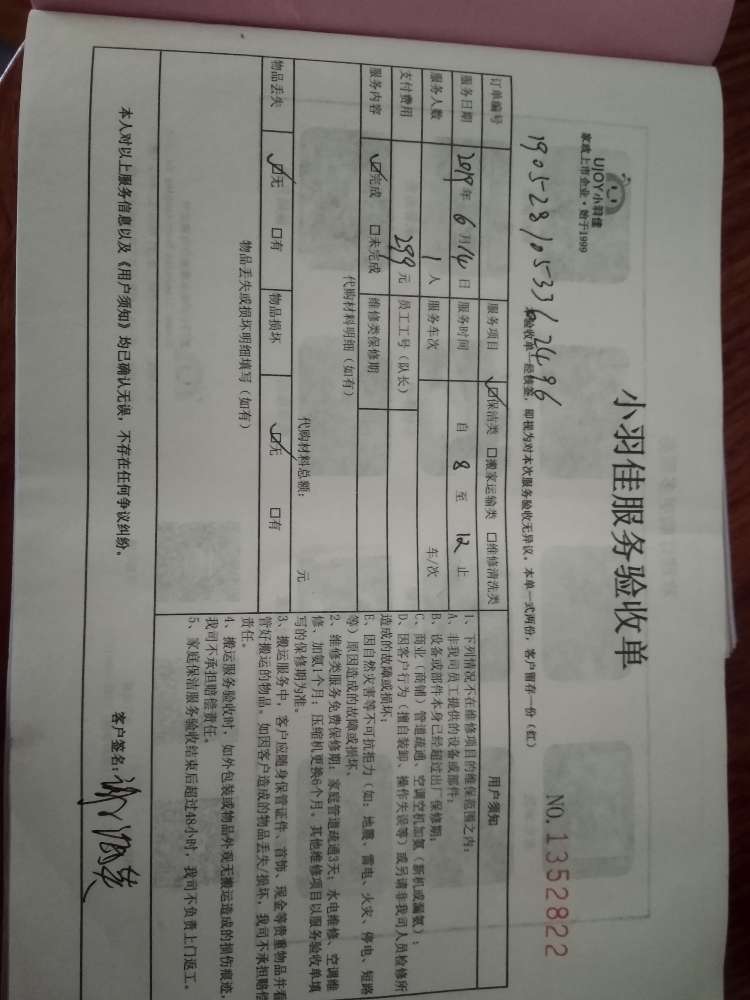 UJOY小羽佳
家政上市企业·始于1999
小羽佳服务验收单
NO.1352822
190528105331 2496
本验收单一经核签，即视为对本次服务验收无异议，本单一式两份，客户留存一份（红）
订单编号 服务项目 ☑保洁类 □搬家运输类 □维修清洗类
服务日期 2019年6月14日 服务时间 自 8 至 12 止
服务人数 1 人 服务车次 车/次
支付费用 299 元 员工工号（队长）
服务内容 ☑完成 □未完成 维修类保修期
代购材料明细（如有）
代购材料总额： 元
物品丢失 ☑无 □有 物品损坏 ☑无 □有
物品丢失或损坏明细填写（如有）
用户须知
1、下列情况不在维修项目的维保范围之内：
A、非我司员工提供的设备或部件；
B、设备或部件本身已经超过出厂保修期；
C、商业（商铺）管道疏通、空调空机加氨（新机或漏氨）；
D、因客户行为（擅自装卸、操作失误等）或另请非我司人员检修所
造成的故障或损坏；
E、因自然灾害等不可抗拒力（如：地震、雷电、火灾、停电、短路
等）原因造成的故障或损坏。
2、维修类服务免费保修期：家庭管道疏通3天；水电维修、空调维
修、加氨1个月；压缩机更换6个月。其他维修项目以服务验收单填
写的保修期为准。
3、搬运服务中，客户应随身保管证件、首饰、现金等贵重物品并看
管好搬运的物品。如因客户造成的物品丢失/损坏，我司不承担赔偿
责任。
4、搬运服务验收时，如外包装或物品外观无搬运造成的损伤痕迹，
我司不承担赔偿责任。
5、家庭保洁服务验收结束后超过48小时，我司不负责上门返工。
本人对以上服务信息以及《用户须知》均已确认无误，不存在任何争议纠纷。
客户签名：